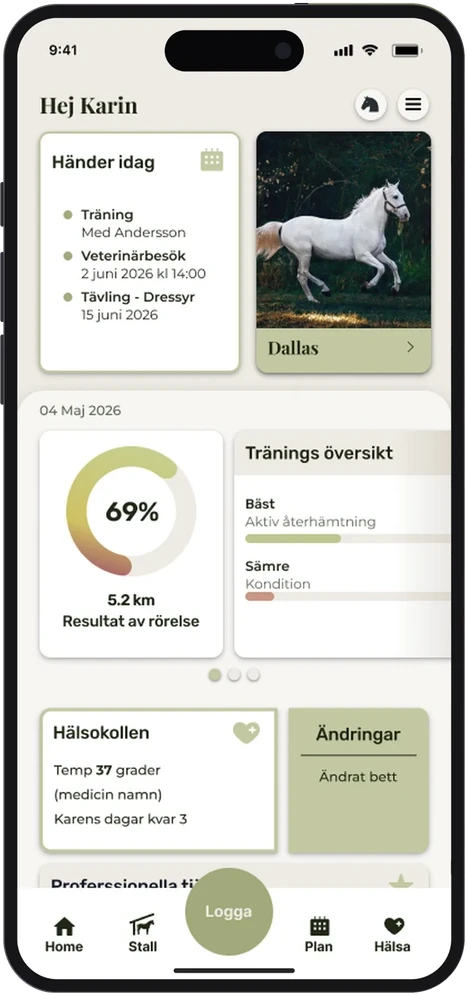 9:41
Hej Karin
Händer idag
Träning
Med Andersson
Veterinärbesök
2 juni 2026 kl 14:00
Tävling - Dressyr
15 juni 2026
Dallas
04 Maj 2026
69%
5.2 km
Resultat av rörelse
Tränings översikt
Bäst
Aktiv återhämtning
Sämre
Kondition
Hälsokollen
Temp 37 grader
(medicin namn)
Karens dagar kvar 3
Ändringar
Ändrat bett
Proferssionella
Logga
Home
Stall
Plan
Hälsa